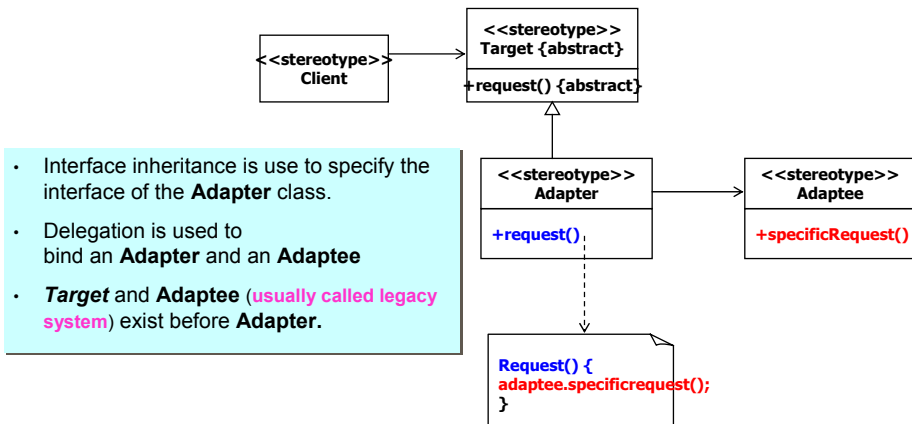 <<stereotype>>
Client
<<stereotype>>
Target {abstract}
+request() {abstract}
• Interface inheritance is use to specify the
interface of the Adapter class.
• Delegation is used to
bind an Adapter and an Adaptee
• Target and Adaptee (usually called legacy
system) exist before Adapter.
<<stereotype>>
Adapter
+request()
<<stereotype>>
Adaptee
+specificRequest()
Request() {
adaptee.specificrequest();
}